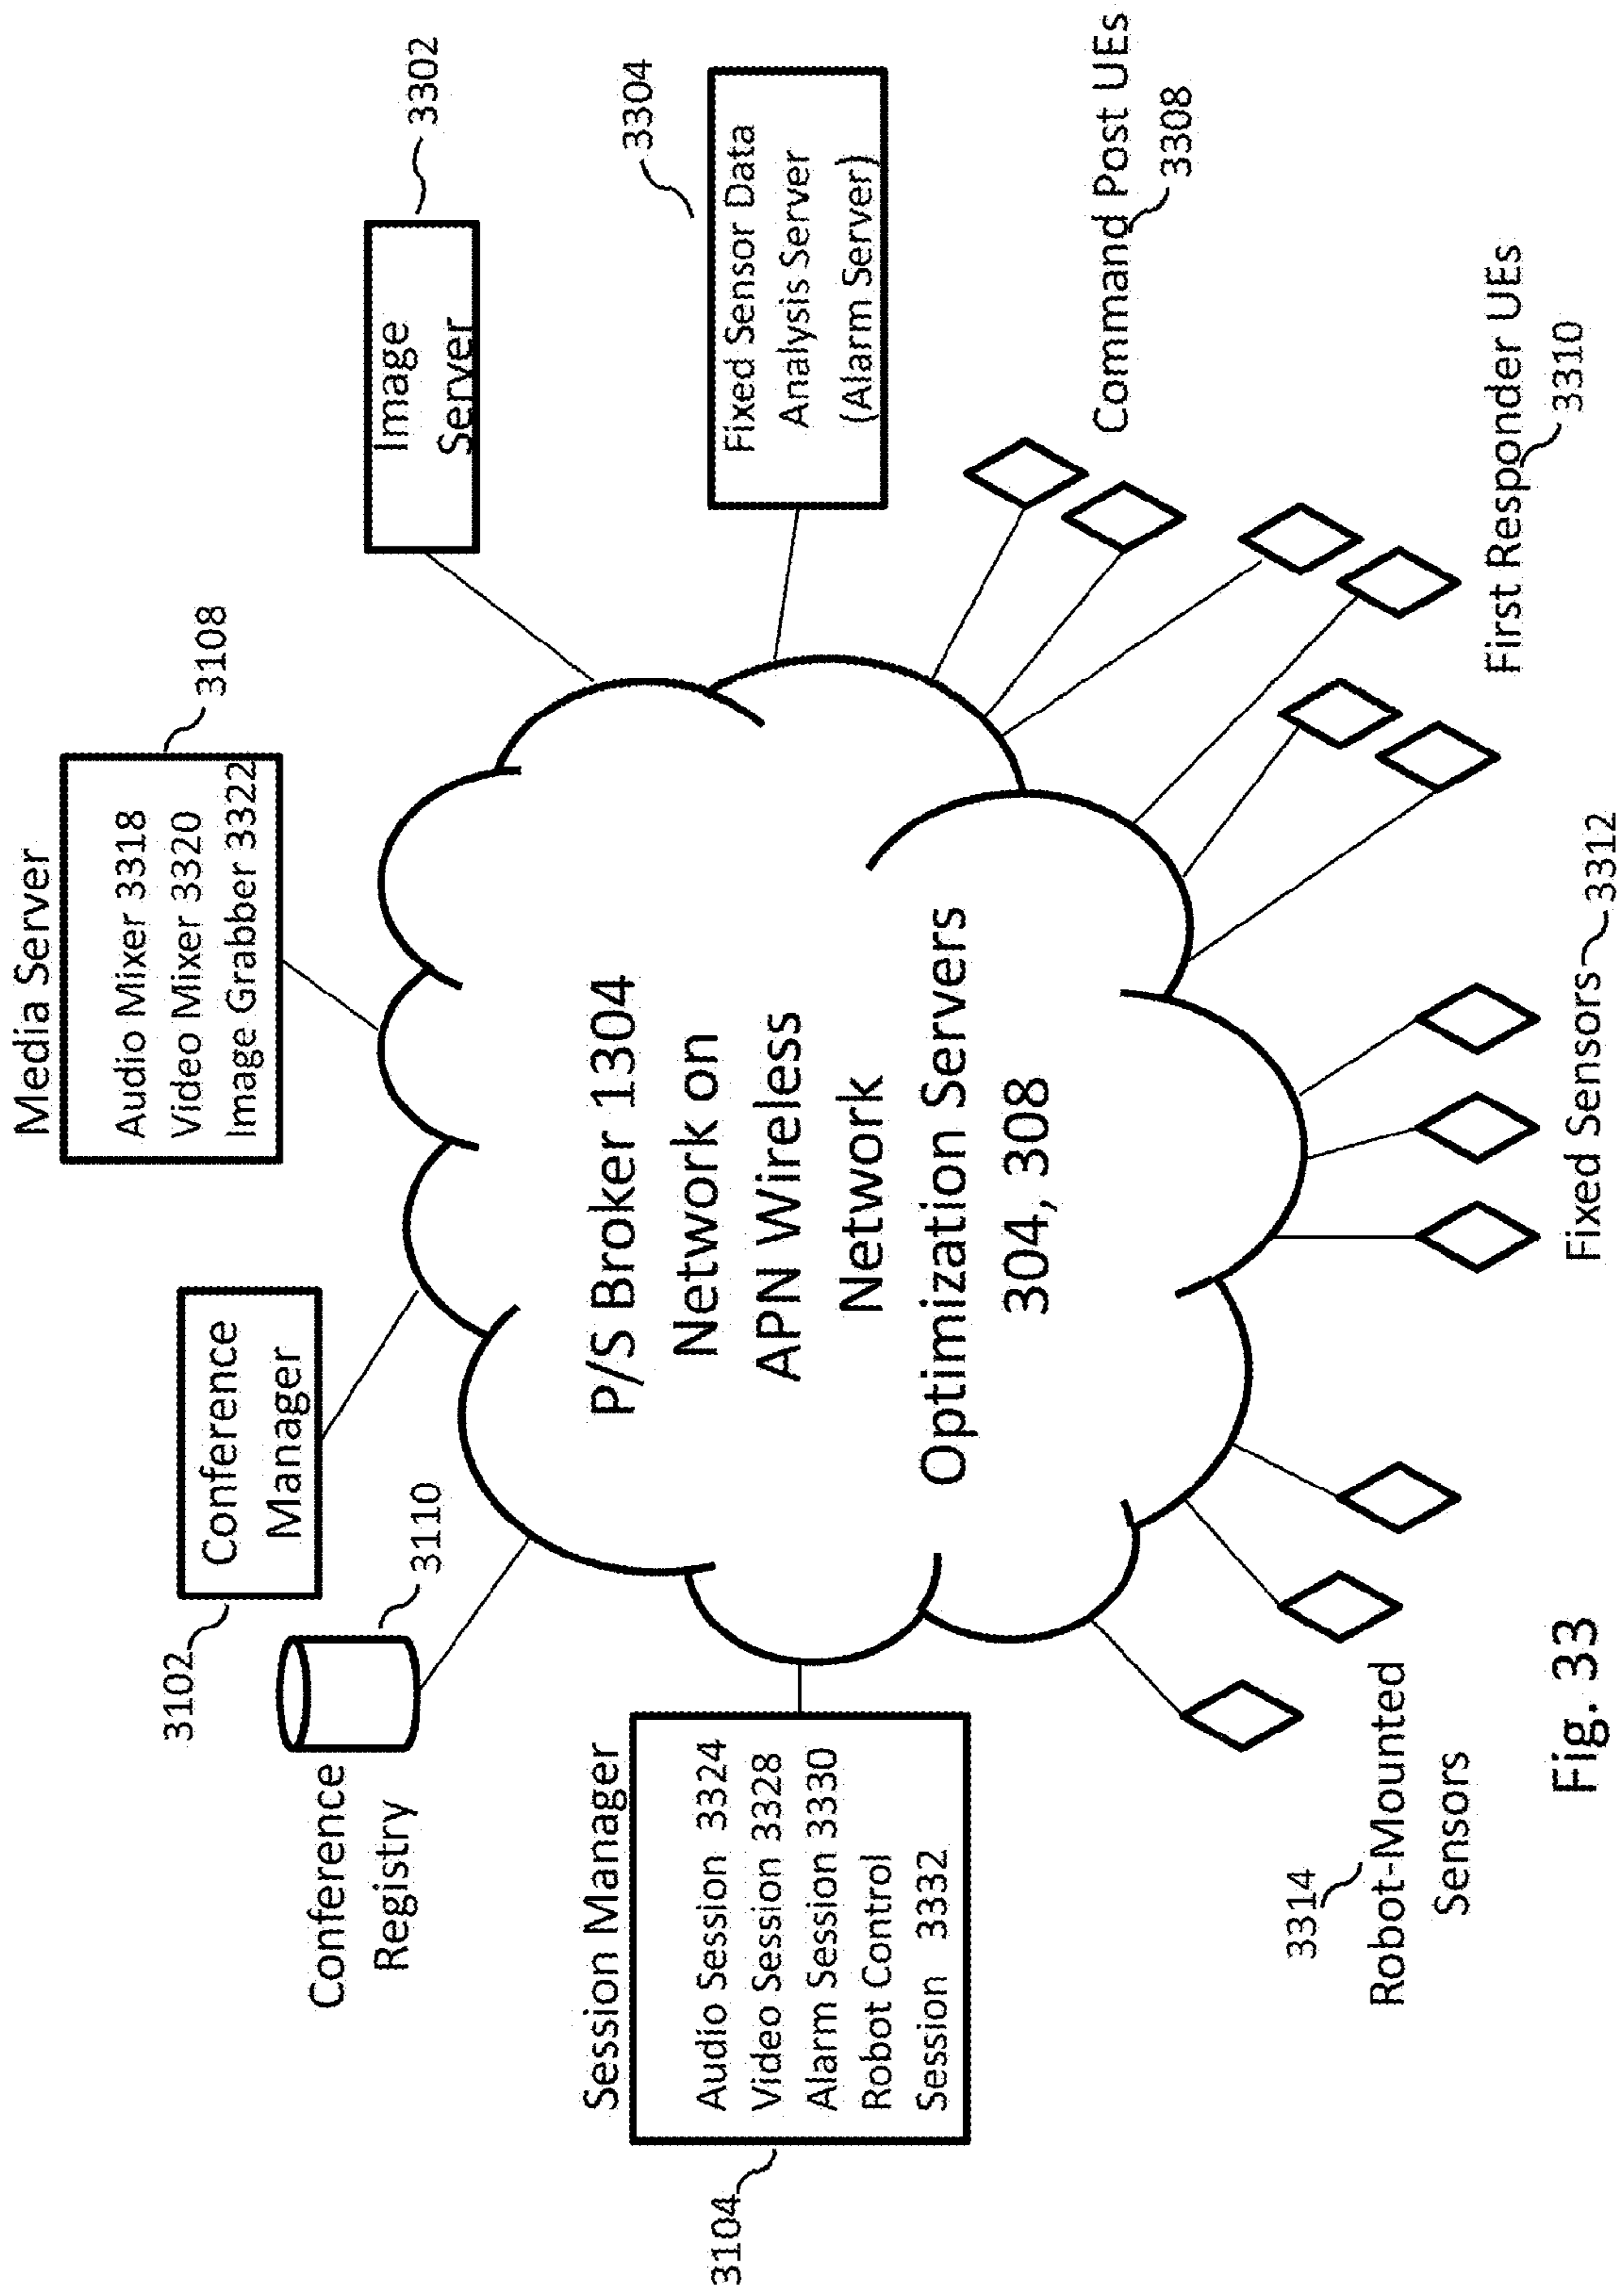 Media Server
3108
Audio Mixer 3318
Video Mixer 3320
Image Grabber 3322
3102
Conference
Manager
3110
Conference
Registry
Image
Server
3302
3304
Fixed Sensor Data
Analysis Server
(Alarm Server)
Session Manager
Audio Session 3324
Video Session 3328
Alarm Session 3330
Robot Control
Session 3332
3104
P/S Broker 1304
Network on
APN Wireless
Network
Optimization Servers
304, 308
Command Post UEs
3308
First Responder UEs
3310
Fixed Sensors 3312
3314
Robot-Mounted
Sensors
Fig. 33